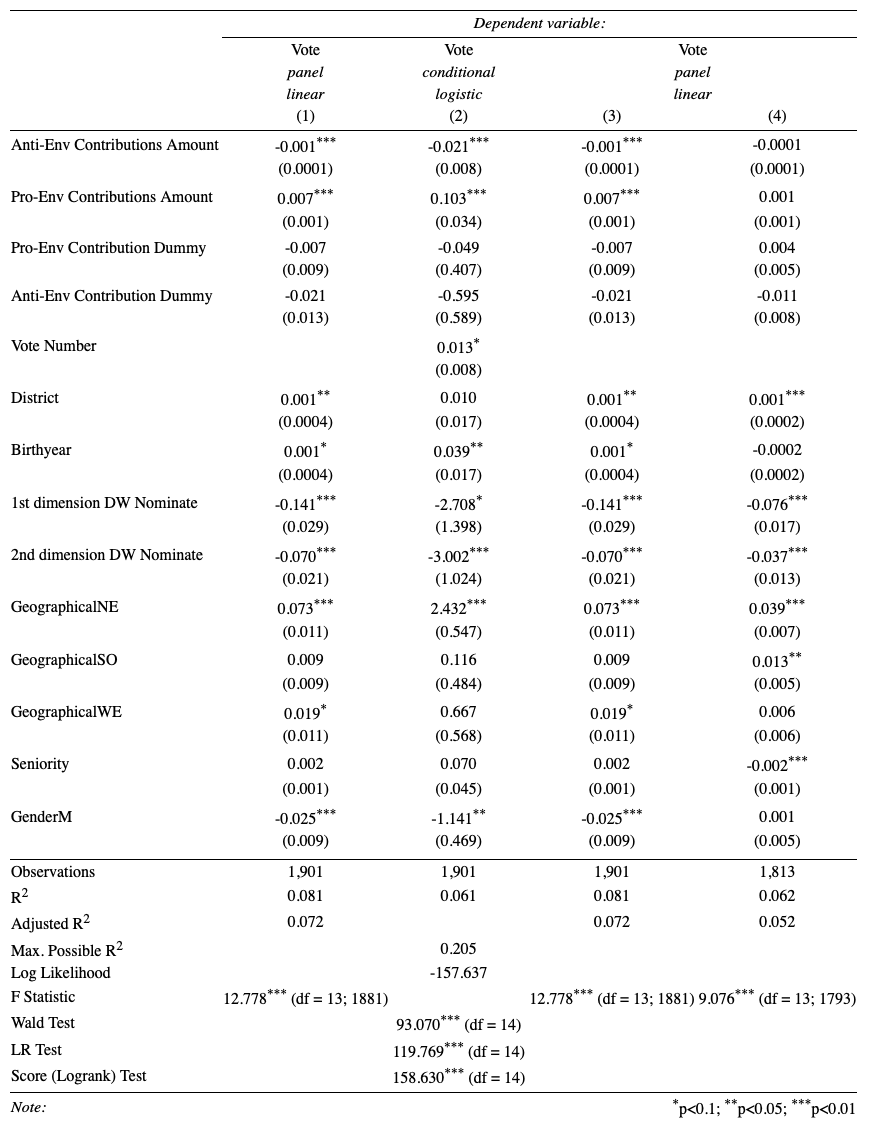 Dependent variable:
Vote Vote Vote
panel conditional panel
linear logistic linear
(1) (2) (3) (4)
Anti-Env Contributions Amount -0.001*** -0.021*** -0.001*** -0.0001
(0.0001) (0.008) (0.0001) (0.0001)
Pro-Env Contributions Amount 0.007*** 0.103*** 0.007*** 0.001
(0.001) (0.034) (0.001) (0.001)
Pro-Env Contribution Dummy -0.007 -0.049 -0.007 0.004
(0.009) (0.407) (0.009) (0.005)
Anti-Env Contribution Dummy -0.021 -0.595 -0.021 -0.011
(0.013) (0.589) (0.013) (0.008)
Vote Number 0.013*
(0.008)
District 0.001** 0.010 0.001** 0.001***
(0.0004) (0.017) (0.0004) (0.0002)
Birthyear 0.001* 0.039** 0.001* -0.0002
(0.0004) (0.017) (0.0004) (0.0002)
1st dimension DW Nominate -0.141*** -2.708* -0.141*** -0.076***
(0.029) (1.398) (0.029) (0.017)
2nd dimension DW Nominate -0.070*** -3.002*** -0.070*** -0.037***
(0.021) (1.024) (0.021) (0.013)
GeographicalNE 0.073*** 2.432*** 0.073*** 0.039***
(0.011) (0.547) (0.011) (0.007)
GeographicalSO 0.009 0.116 0.009 0.013**
(0.009) (0.484) (0.009) (0.005)
GeographicalWE 0.019* 0.667 0.019* 0.006
(0.011) (0.568) (0.011) (0.006)
Seniority 0.002 0.070 0.002 -0.002***
(0.001) (0.045) (0.001) (0.001)
GenderM -0.025*** -1.141** -0.025*** 0.001
(0.009) (0.469) (0.009) (0.005)
Observations 1,901 1,901 1,901 1,813
R2 0.081 0.061 0.081 0.062
Adjusted R2 0.072 0.072 0.052
Max. Possible R2 0.205
Log Likelihood -157.637
F Statistic 12.778*** (df = 13; 1881) 12.778*** (df = 13; 1881) 9.076*** (df = 13; 1793)
Wald Test 93.070*** (df = 14)
LR Test 119.769*** (df = 14)
Score (Logrank) Test 158.630*** (df = 14)
Note: *p<0.1; **p<0.05; ***p<0.01